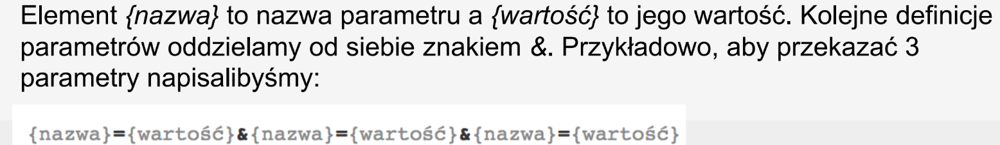 Element {nazwa} to nazwa parametru a {wartość} to jego wartość. Kolejne definicje
parametrów oddzielamy od siebie znakiem &. Przykładowo, aby przekazać 3
parametry napisalibyśmy:
{nazwa}={wartość}&{nazwa}={wartość}&{nazwa}={wartość}